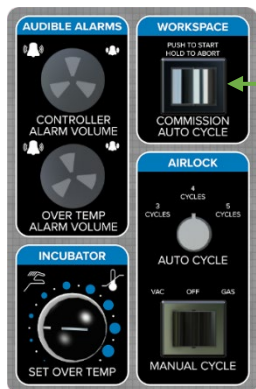 AUDIBLE ALARMS
CONTROLLER
ALARM VOLUME
OVER TEMP
ALARM VOLUME
INCUBATOR
SET OVER TEMP
WORKSPACE
PUSH TO START
HOLD TO ABORT
COMMISSION
AUTO CYCLE
AIRLOCK
4
CYCLES
3
CYCLES
5
CYCLES
AUTO CYCLE
VAC OFF GAS
MANUAL CYCLE